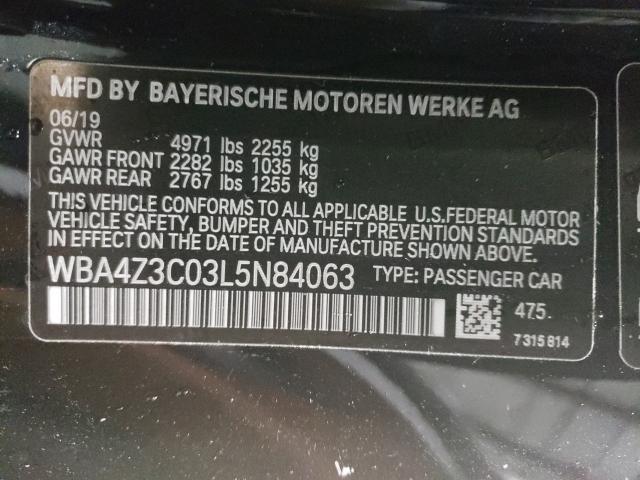 MFD BY BAYERISCHE MOTOREN WERKE AG
06/19
GVWR 4971 lbs 2255 kg
GAWR FRONT 2282 lbs 1035 kg
GAWR REAR 2767 lbs 1255 kg
THIS VEHICLE CONFORMS TO ALL APPLICABLE U.S.FEDERAL MOTOR
VEHICLE SAFETY, BUMPER AND THEFT PREVENTION STANDARDS
IN EFFECT ON THE DATE OF MANUFACTURE SHOWN ABOVE.
WBA4Z3C03L5N84063 TYPE: PASSENGER CAR
475.
7315814